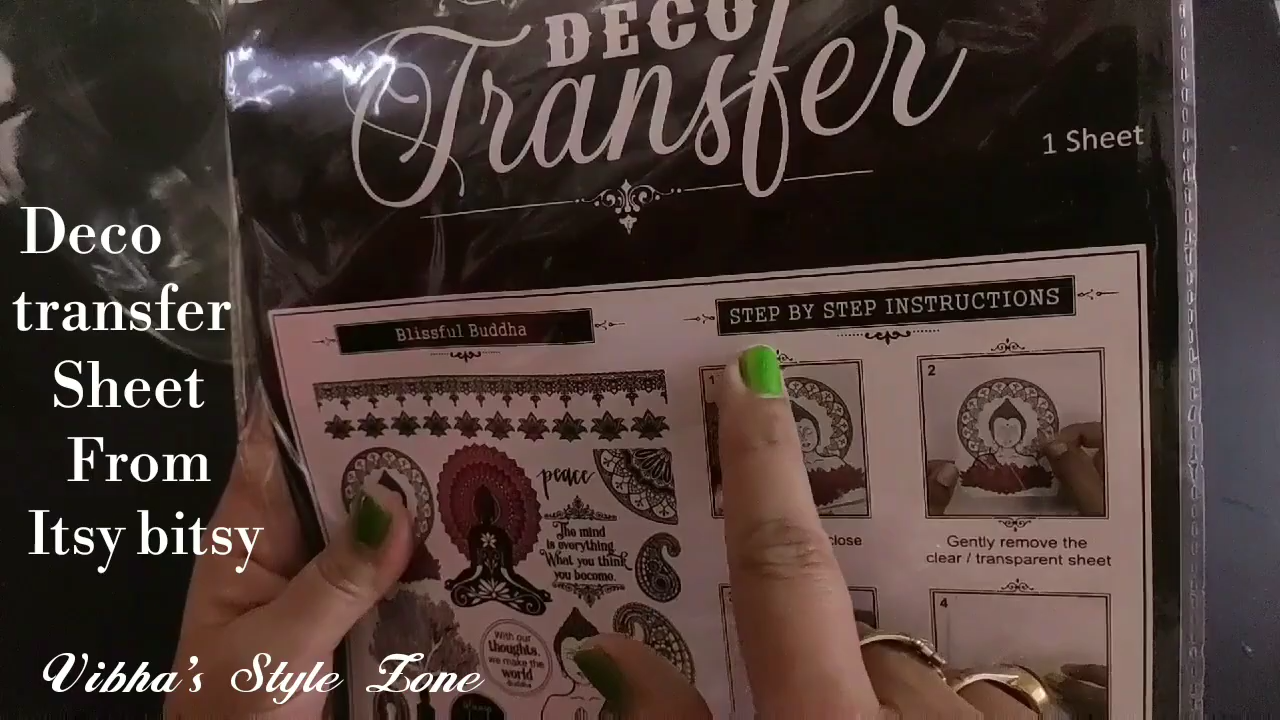 DECO
Transfer
1 Sheet
Deco
transfer
Sheet
From
Itsy bitsy
Blissful Buddha
STEP BY STEP INSTRUCTIONS
1
2
peace
The mind
is everything
What you think
you become.
close
Gently remove the
clear / transparent sheet
4
With our
thoughts,
we make the
world
Vibha's Style Zone